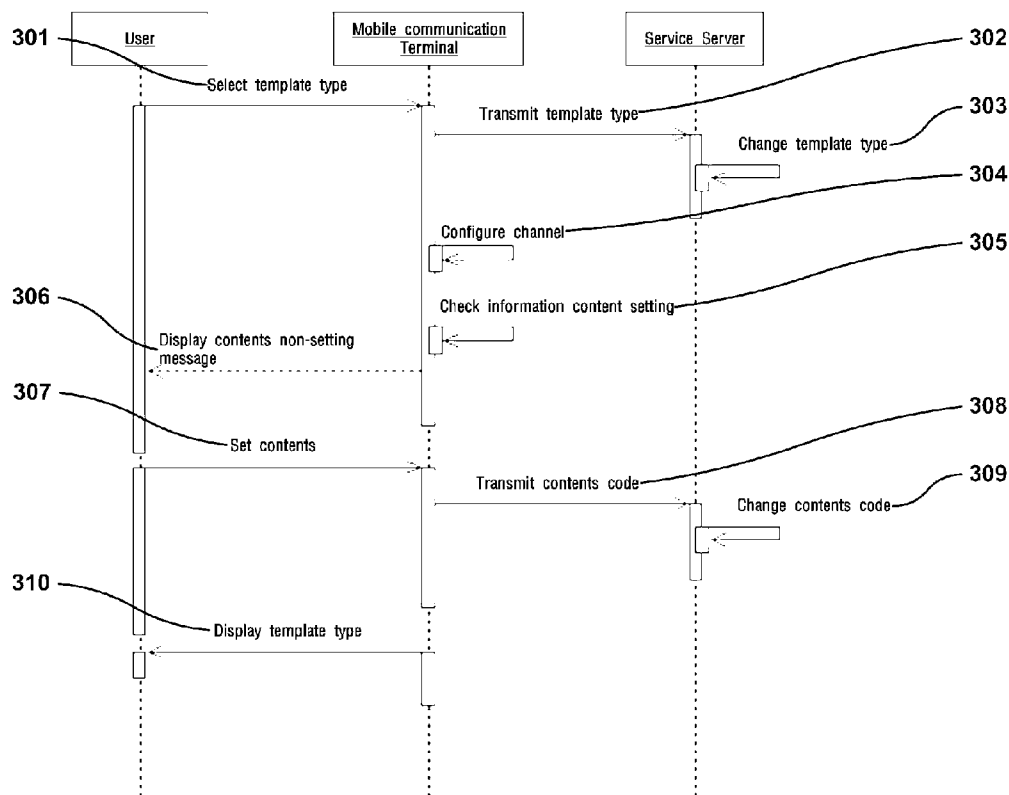 User
Mobile communication
Terminal
Service Server
301
302
Select template type
Transmit template type
303
Change template type
304
Configure channel
305
Check information content setting
306
Display contents non-setting
message
307
308
Set contents
309
Transmit contents code
Change contents code
310
Display template type